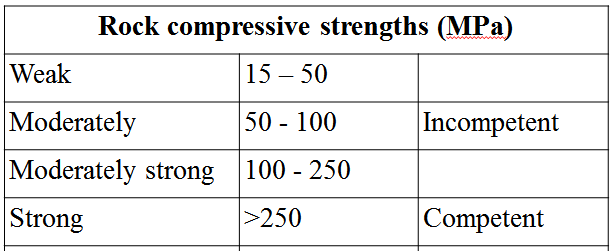 Rock compressive strengths (MPa)
Weak 15 – 50
Moderately 50 - 100 Incompetent
Moderately strong 100 - 250
Strong >250 Competent